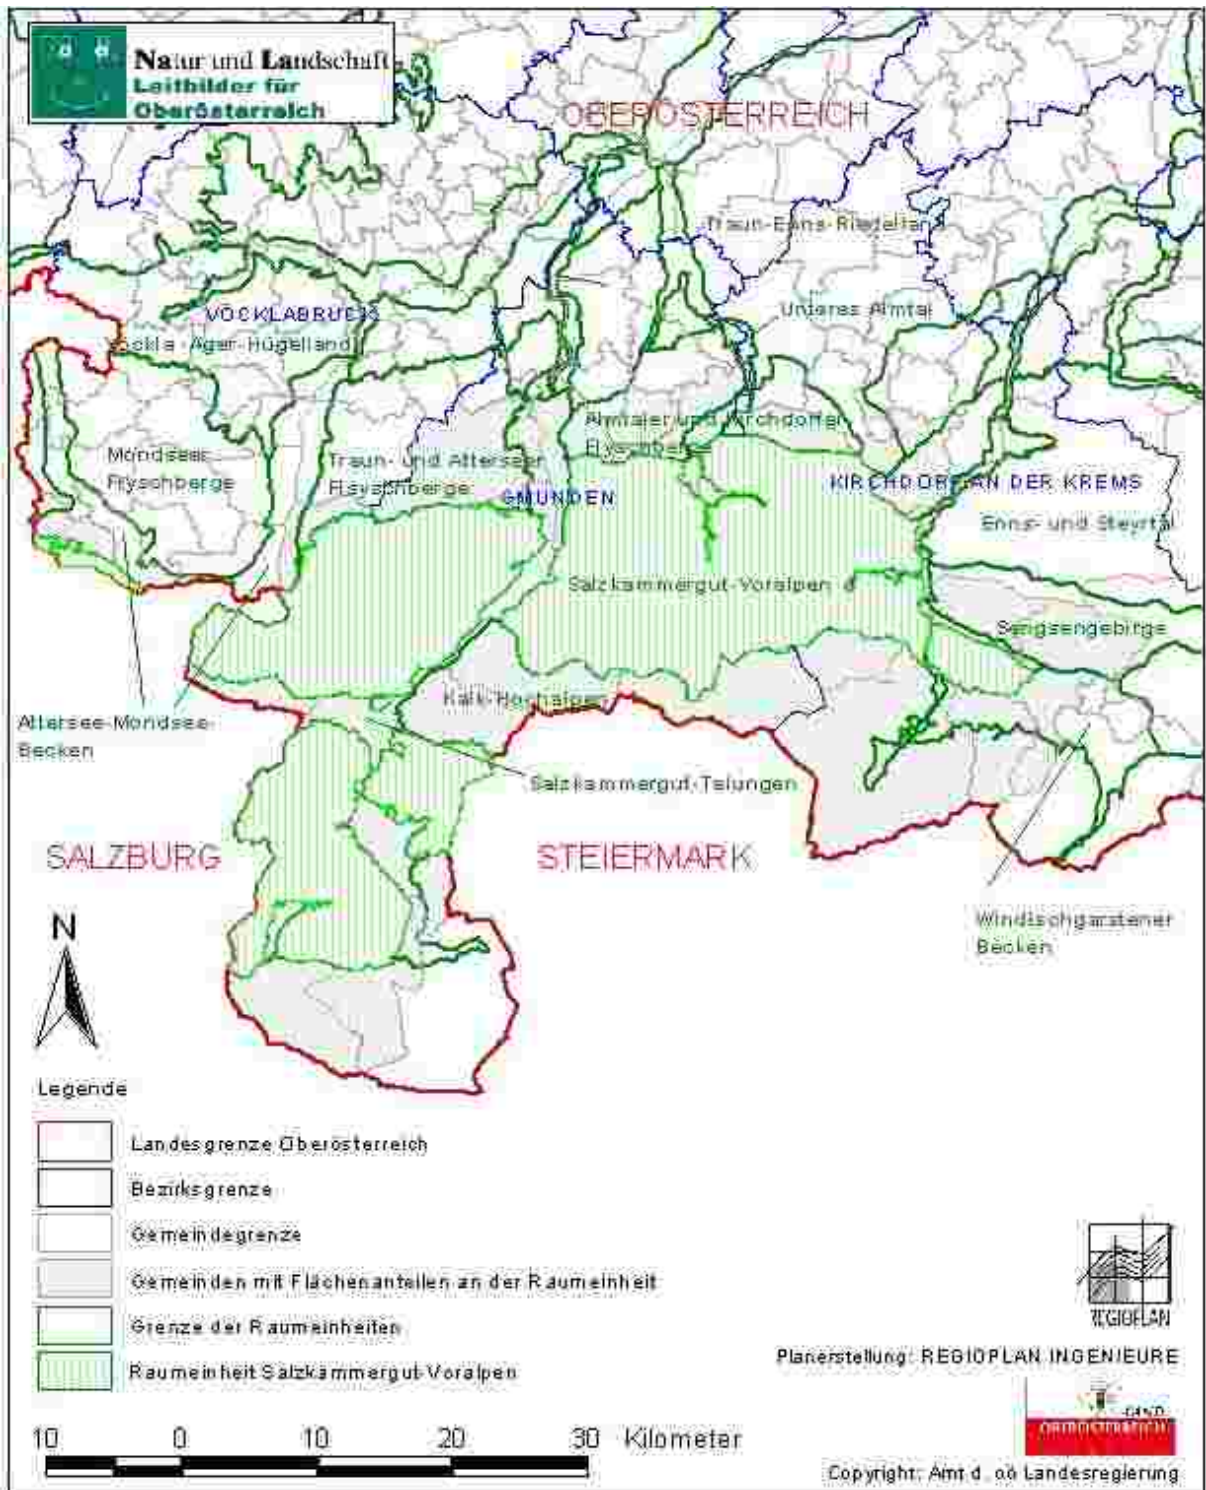 Natur und Landschaft
Leitbilder für
Oberösterreich
OBERÖSTERREICH
Traun-Enns-Riedelland
Unteres Almtal
VÖCKLABRUCK
Vöckla-Ager-Hügelland
Almtaler und Kirchdorfer
Flyschberge
Mondseer
Flyschberge
Traun- und Atterseer
Flyschberge
GMUNDEN
KIRCHDORF AN DER KREMS
Enns- und Steyrtal
Salzkammergut-Voralpen
Sengsengebirge
Kalk-Hochalpen
Attersee-Mondsee-
Becken
Salzkammergut-Talungen
SALZBURG
STEIERMARK
Windischgarstener
Becken
N
Legende
Landesgrenze Oberösterreich
Bezirksgrenze
Gemeindegrenze
Gemeinden mit Flächenanteilen an der Raumeinheit
Grenze der Raumeinheiten
Raumeinheit Salzkammergut-Voralpen
REGIOPLAN
Planerstellung: REGIOPLAN INGENIEURE
LAND
OBERÖSTERREICH
10 0 10 20 30 Kilometer
Copyright: Amt d. oö Landesregierung